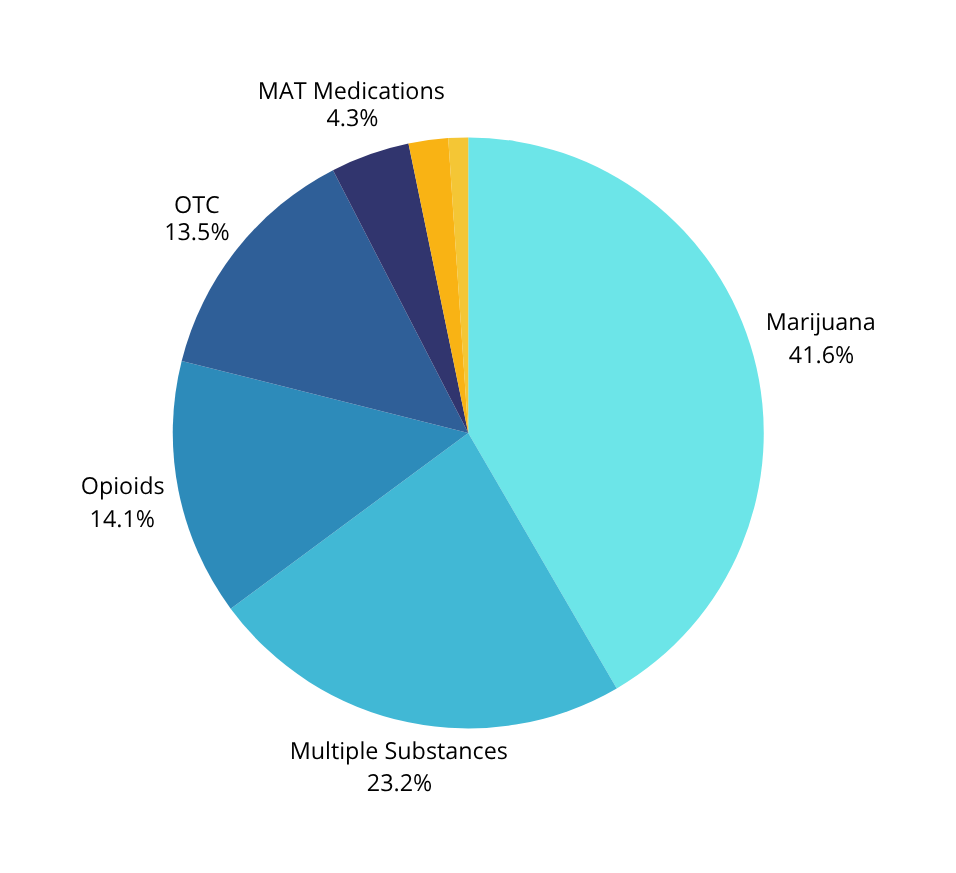 MAT Medications
4.3%
OTC
13.5%
Marijuana
41.6%
Opioids
14.1%
Multiple Substances
23.2%